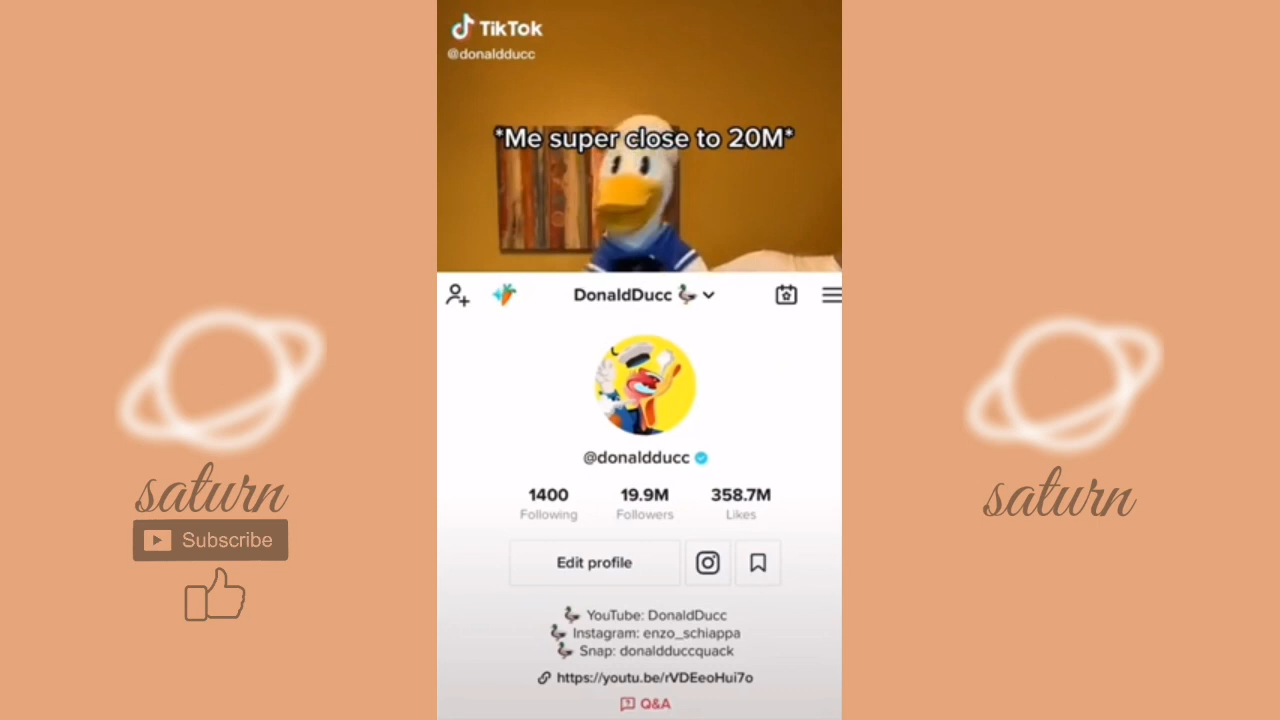 TikTok
@donaldducc
*Me super close to 20M*
DonaldDucc
@donaldducc
1400 19.9M 358.7M
Following Followers Likes
Edit profile
YouTube: DonaldDucc
Instagram: enzo_schiappa
Snap: donaldduccquack
https://youtu.be/rVDEeoHui7o
Q&A
saturn
Subscribe
saturn